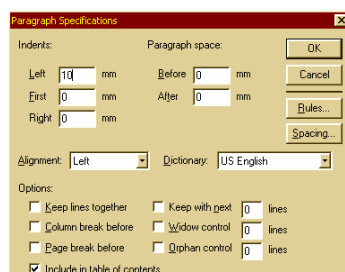 Paragraph Specifications
Indents: Paragraph space: OK
Left 10 mm Before 0 mm Cancel
First 0 mm After 0 mm
Right 0 mm Rules...
Spacing...
Alignment: Left Dictionary: US English
Options:
Keep lines together Keep with next 0 lines
Column break before Widow control 0 lines
Page break before Orphan control 0 lines
Include in table of contents